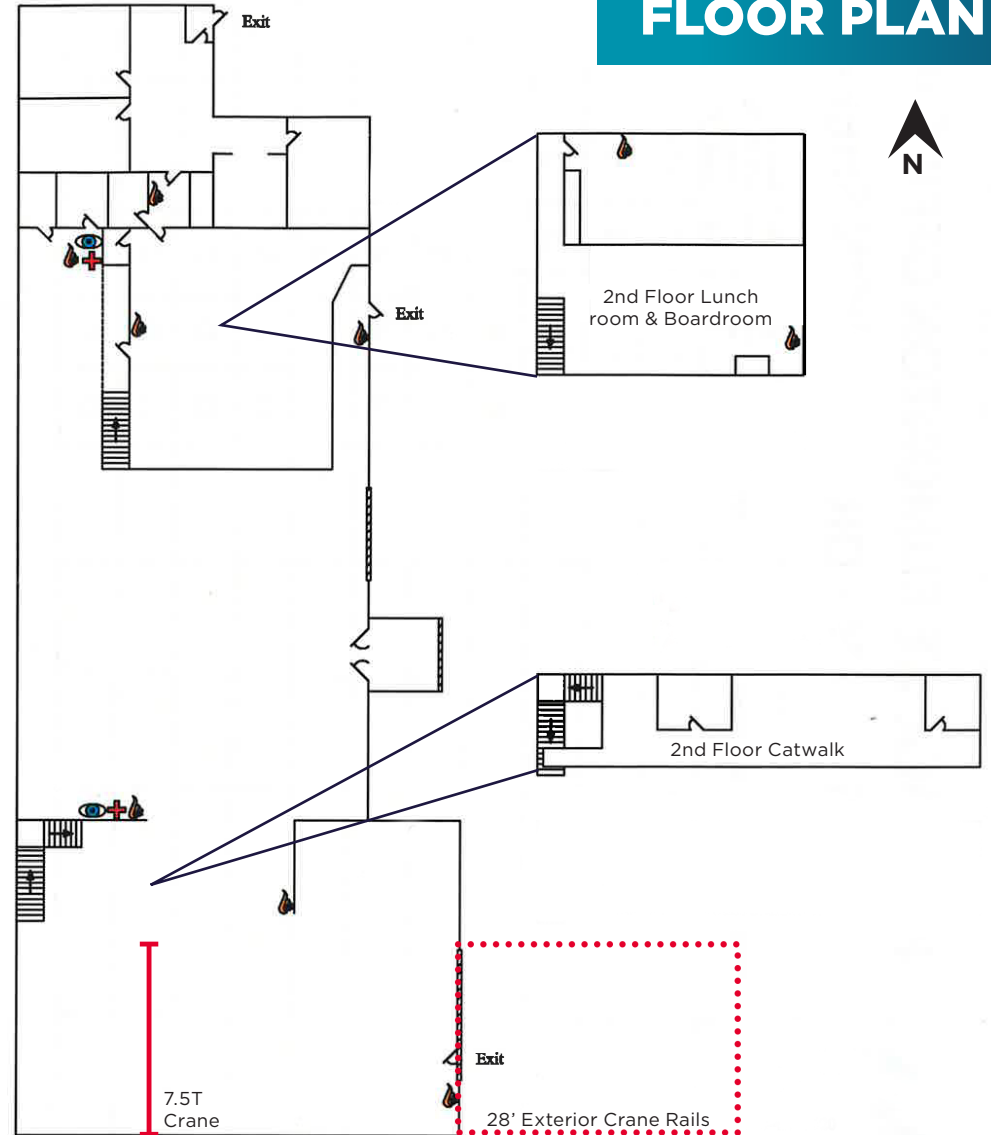 FLOOR PLAN
Exit
N
2nd Floor Lunch
room & Boardroom
Exit
2nd Floor Catwalk
Exit
7.5T
Crane
28’ Exterior Crane Rails